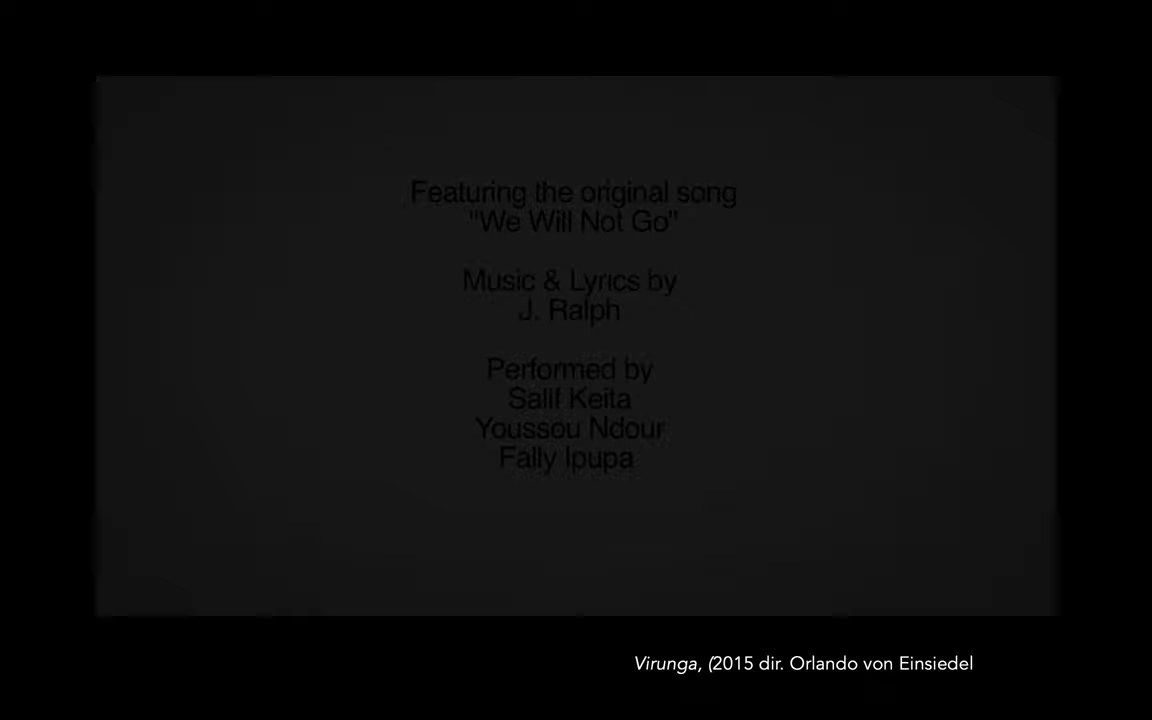 Featuring the original song
"We Will Not Go"
Music & Lyrics by
J. Ralph
Performed by
Salif Keita
Youssou Ndour
Fally Ipupa
Virunga, (2015 dir. Orlando von Einsiedel